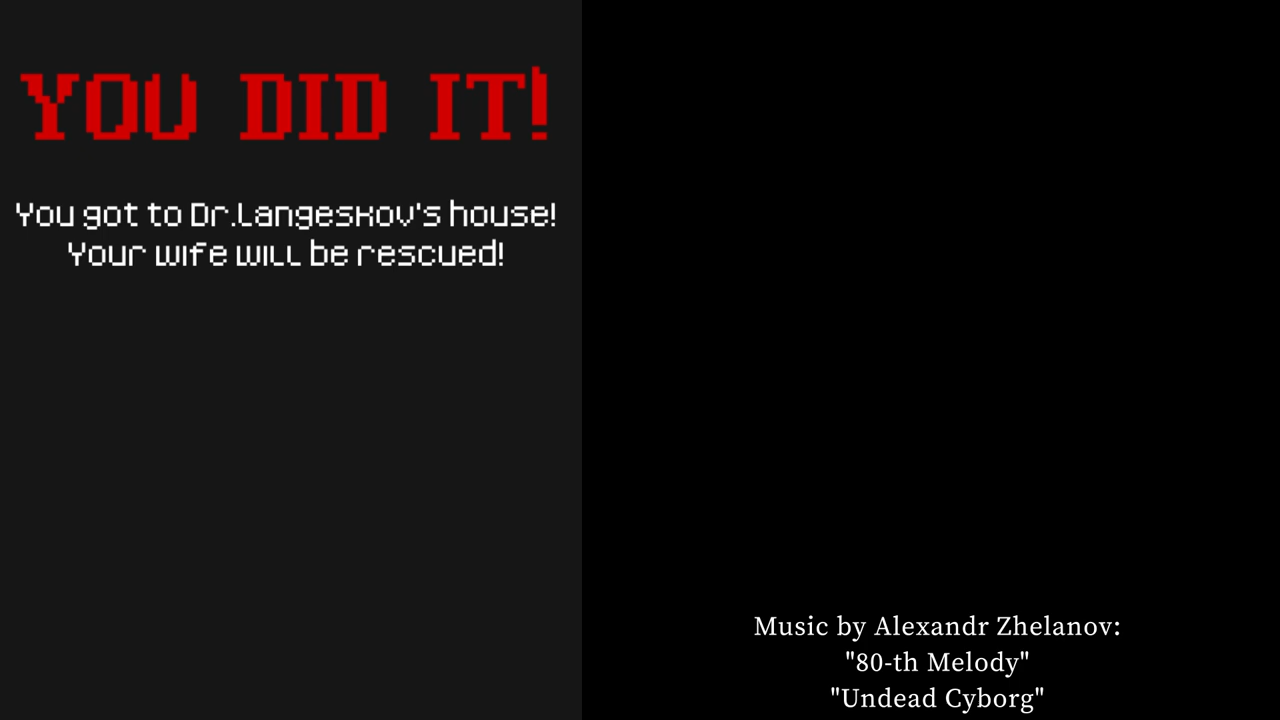 YOU DID IT!
You got to Dr.Langeskov's house!
Your wife will be rescued!
Music by Alexandr Zhelanov:
"80-th Melody"
"Undead Cyborg"